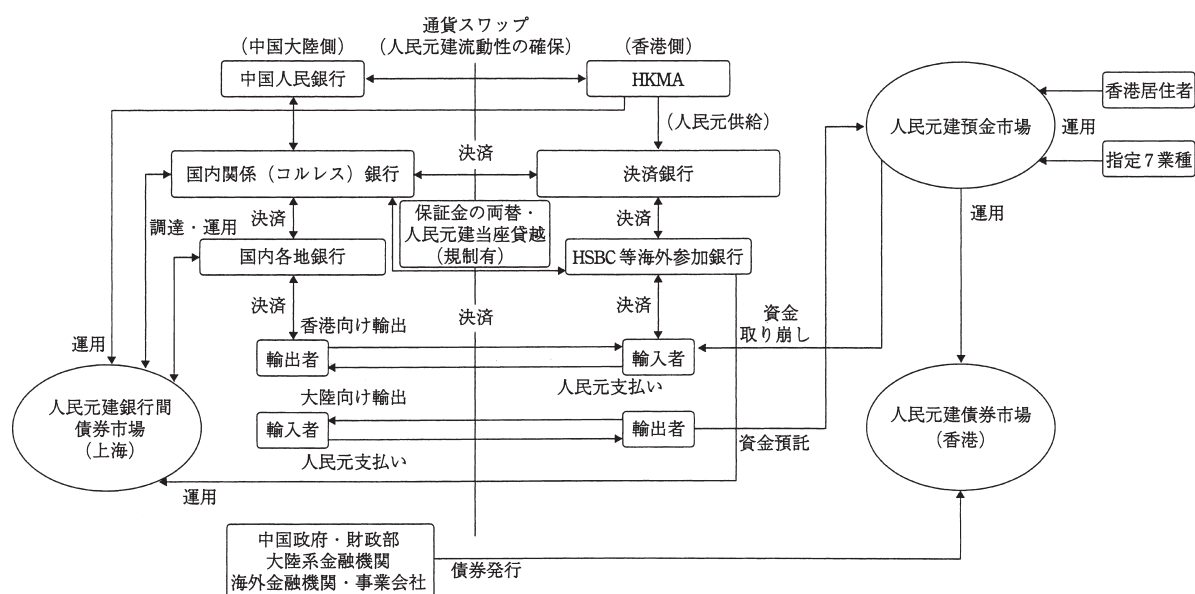 通貨スワップ
(中国大陸側)
(人民元建流動性の確保)
(香港側)
中国人民銀行
HKMA
香港居住者
(人民元供給)
人民元建預金市場
運用
決済
指定7業種
国内関係(コルレス)銀行
決済銀行
運用
調達・運用
決済
保証金の両替・
人民元建当座貸越
(規制有)
決済
国内各地銀行
HSBC等海外参加銀行
決済
決済
決済
資金
取り崩し
香港向け輸出
運用
輸出者
輸入者
人民元支払い
人民元建銀行間
債券市場
(上海)
大陸向け輸出
人民元建債券市場
(香港)
輸入者
輸出者
資金預託
人民元支払い
運用
中国政府・財政部
大陸系金融機関
海外金融機関・事業会社
債券発行